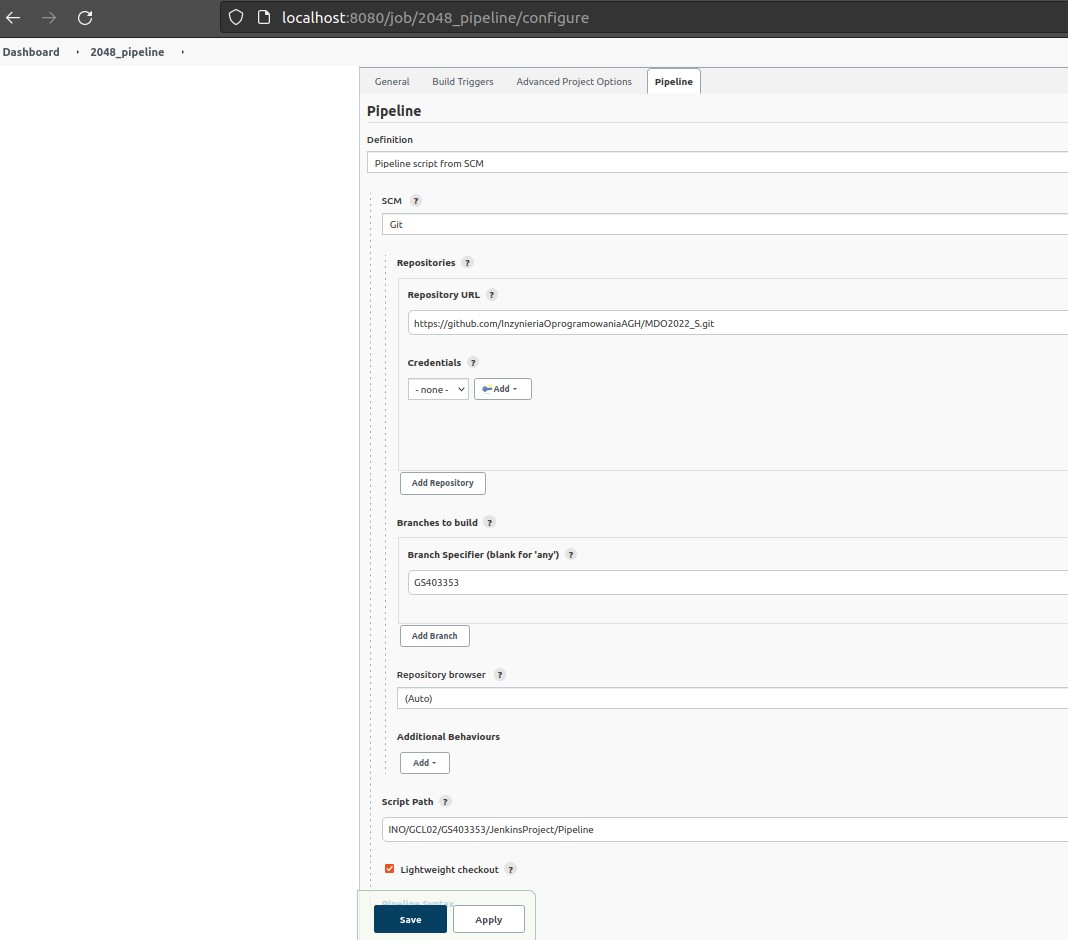 localhost:8080/job/2048_pipeline/configure
Dashboard 2048_pipeline
General Build Triggers Advanced Project Options Pipeline
Pipeline
Definition
Pipeline script from SCM
SCM ?
Git
Repositories ?
Repository URL ?
https://github.com/InzynieriaOprogramowaniaAGH/MDO2022_S.git
Credentials ?
- none - Add
Add Repository
Branches to build ?
Branch Specifier (blank for 'any') ?
GS403353
Add Branch
Repository browser ?
(Auto)
Additional Behaviours
Add
Script Path ?
INO/GCL02/GS403353/JenkinsProject/Pipeline
Lightweight checkout ?
Pipeline Syntax
Save Apply